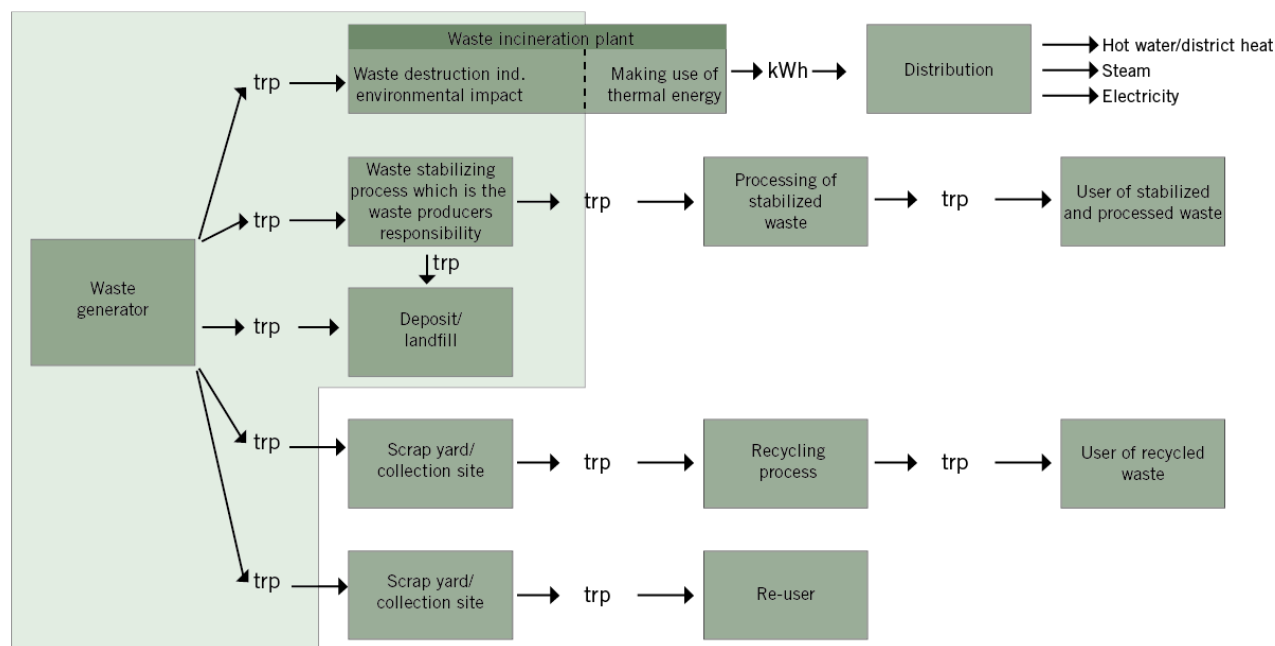 Waste incineration plant
trp
Waste destruction ind.
environmental impact
Making use of
thermal energy
kWh
Distribution
Hot water/district heat
Steam
Electricity
trp
Waste stabilizing
process which is the
waste producers
responsibility
trp
Processing of
stabilized
waste
trp
User of stabilized
and processed waste
trp
Waste
generator
trp
Deposit/
landfill
trp
Scrap yard/
collection site
trp
Recycling
process
trp
User of recycled
waste
trp
Scrap yard/
collection site
trp
Re-user